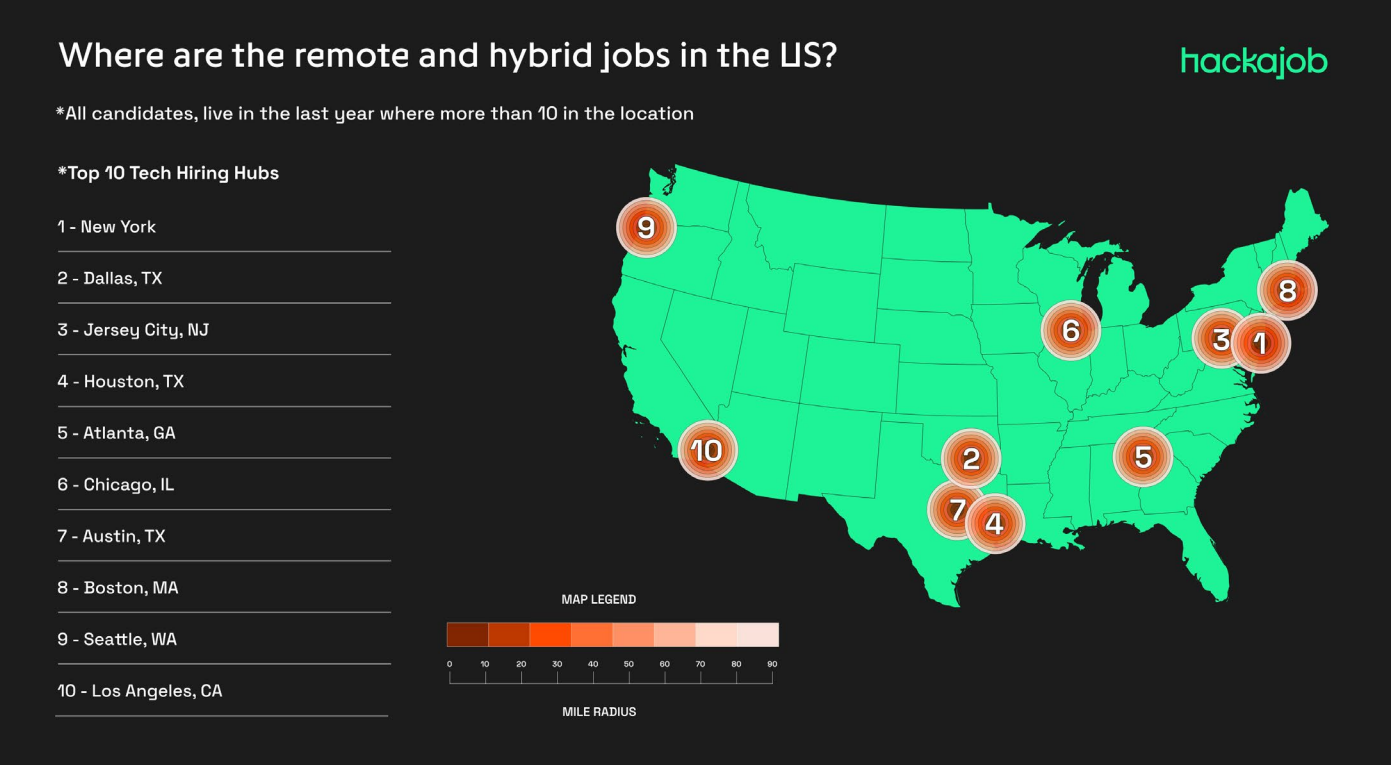 Where are the remote and hybrid jobs in the US?
hackajob
*All candidates, live in the last year where more than 10 in the location
*Top 10 Tech Hiring Hubs
1 - New York
2 - Dallas, TX
3 - Jersey City, NJ
4 - Houston, TX
5 - Atlanta, GA
6 - Chicago, IL
7 - Austin, TX
8 - Boston, MA
9 - Seattle, WA
10 - Los Angeles, CA
9
8
6
3 1
10
2
5
7
4
MAP LEGEND
0 10 20 30 40 50 60 70 80 90
MILE RADIUS